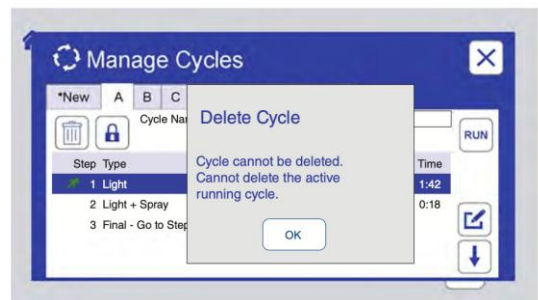 Manage Cycles
*New A B C
Cycle Nam
Delete Cycle
Cycle cannot be deleted.
Cannot delete the active
running cycle.
OK
RUN
Step Type Time
1 Light 1:42
2 Light + Spray 0:18
3 Final - Go to Step